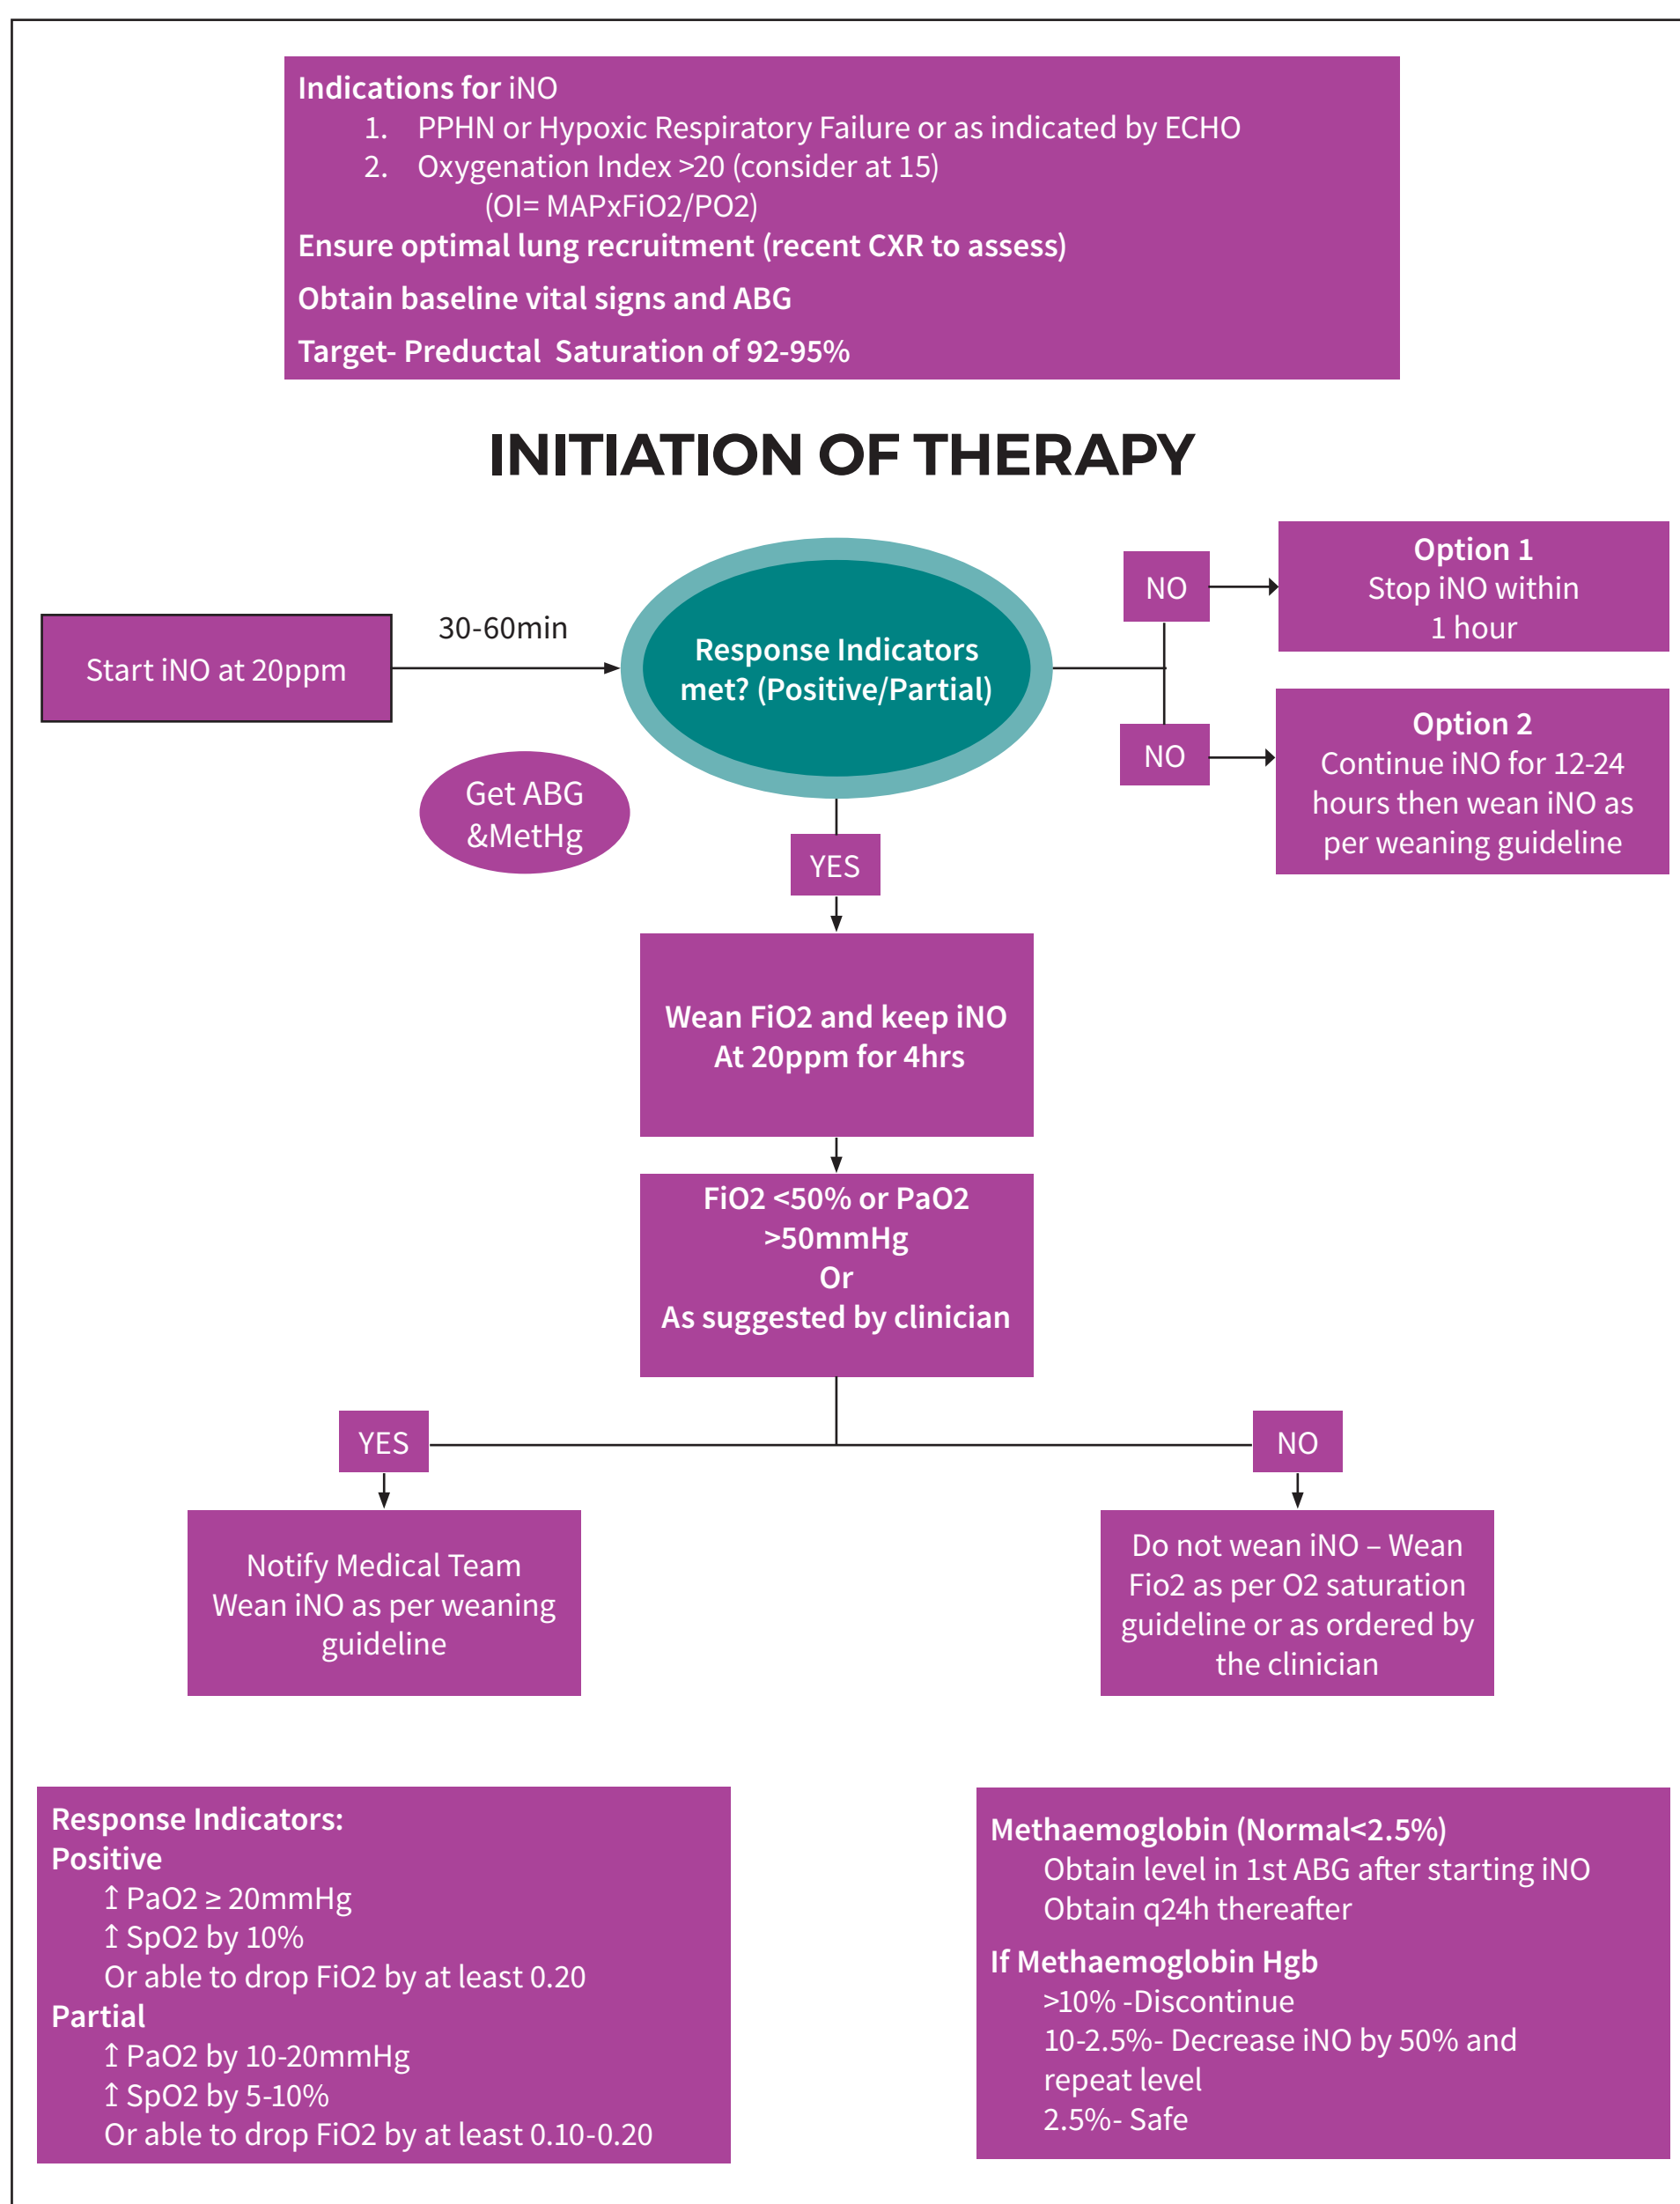 Indications for iNO
1. PPHN or Hypoxic Respiratory Failure or as indicated by ECHO
2. Oxygenation Index >20 (consider at 15)
(OI= MAPxFiO2/PO2)
Ensure optimal lung recruitment (recent CXR to assess)
Obtain baseline vital signs and ABG
Target- Preductal Saturation of 92-95%
INITIATION OF THERAPY
Start iNO at 20ppm
30-60min
Get ABG
&MetHg
Response Indicators
met? (Positive/Partial)
NO
Option 1
Stop iNO within
1 hour
NO
Option 2
Continue iNO for 12-24
hours then wean iNO as
per weaning guideline
YES
Wean FiO2 and keep iNO
At 20ppm for 4hrs
FiO2 <50% or PaO2
>50mmHg
Or
As suggested by clinician
YES
Notify Medical Team
Wean iNO as per weaning
guideline
NO
Do not wean iNO – Wean
Fio2 as per O2 saturation
guideline or as ordered by
the clinician
Response Indicators:
Positive
↥ PaO2 ≥ 20mmHg
↥ SpO2 by 10%
Or able to drop FiO2 by at least 0.20
Partial
↥ PaO2 by 10-20mmHg
↥ SpO2 by 5-10%
Or able to drop FiO2 by at least 0.10-0.20
Methaemoglobin (Normal<2.5%)
Obtain level in 1st ABG after starting iNO
Obtain q24h thereafter
If Methaemoglobin Hgb
>10% -Discontinue
10-2.5%- Decrease iNO by 50% and
repeat level
2.5%- Safe